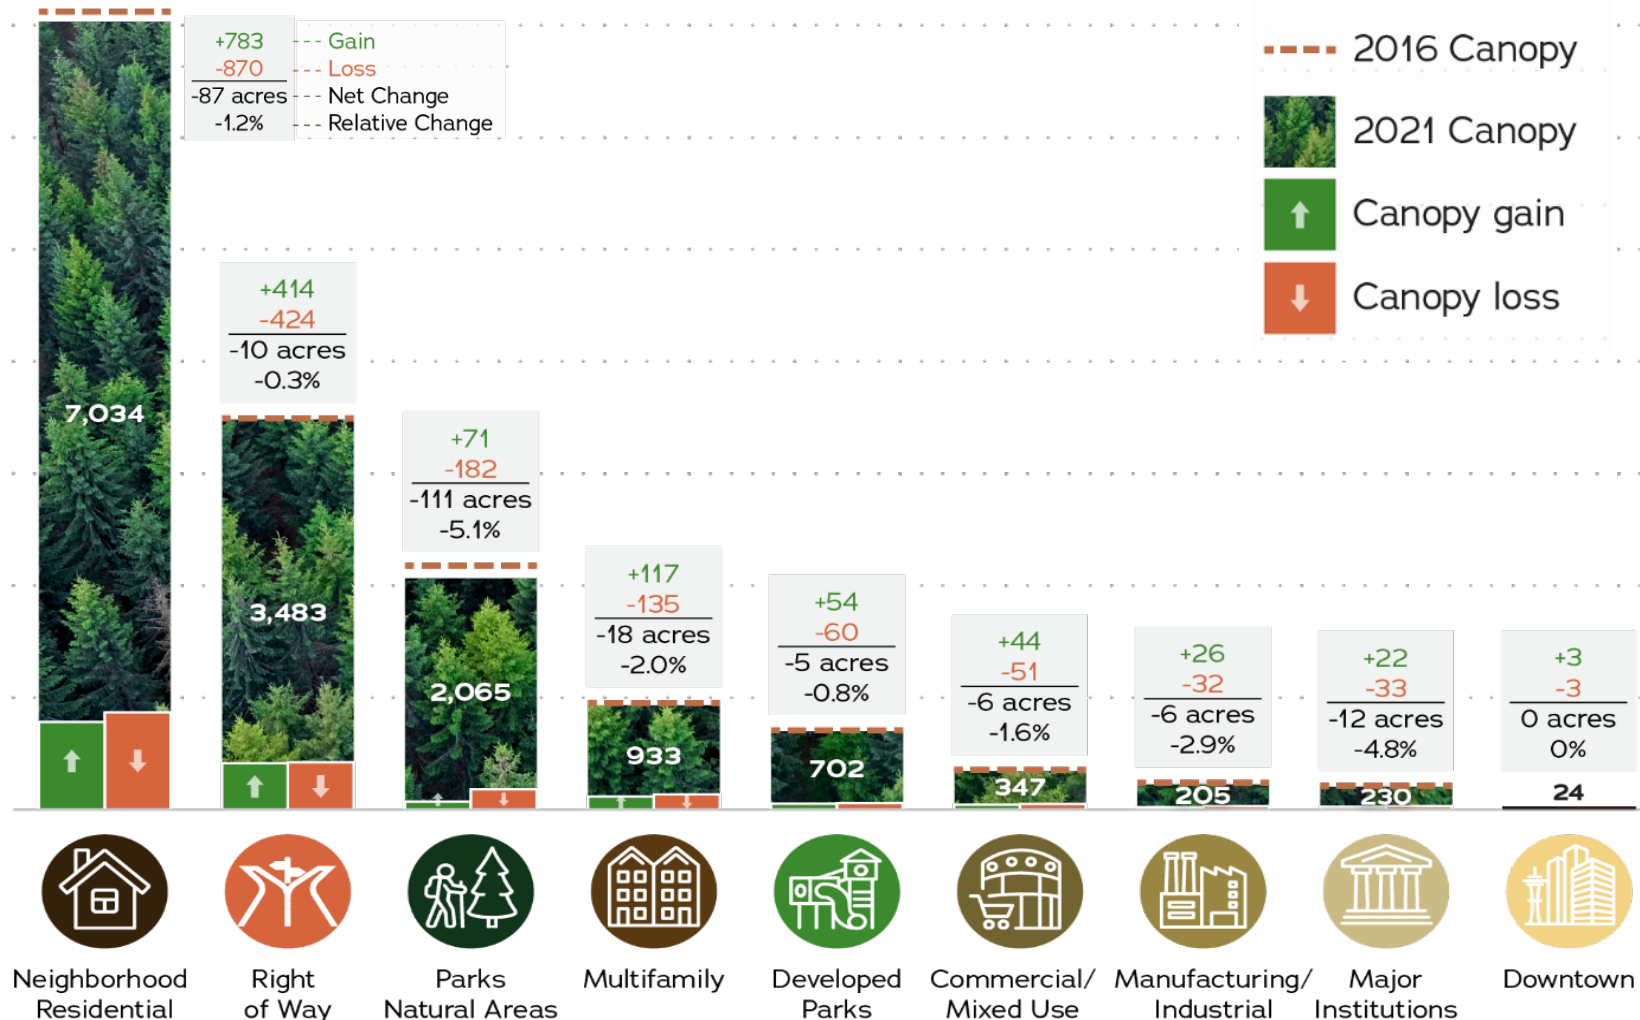 +783 Gain
-870 Loss
-87 acres Net Change
-1.2% Relative Change
2016 Canopy
2021 Canopy
Canopy gain
Canopy loss
7,034
+414
-424
-10 acres
-0.3%
3,483
+71
-182
-111 acres
-5.1%
2,065
+117
-135
-18 acres
-2.0%
933
+54
-60
-5 acres
-0.8%
702
+44
-51
-6 acres
-1.6%
347
+26
-32
-6 acres
-2.9%
205
+22
-33
-12 acres
-4.8%
230
+3
-3
0 acres
0%
24
Neighborhood
Residential
Right
of Way
Parks
Natural Areas
Multifamily
Developed
Parks
Commercial/
Mixed Use
Manufacturing/
Industrial
Major
Institutions
Downtown